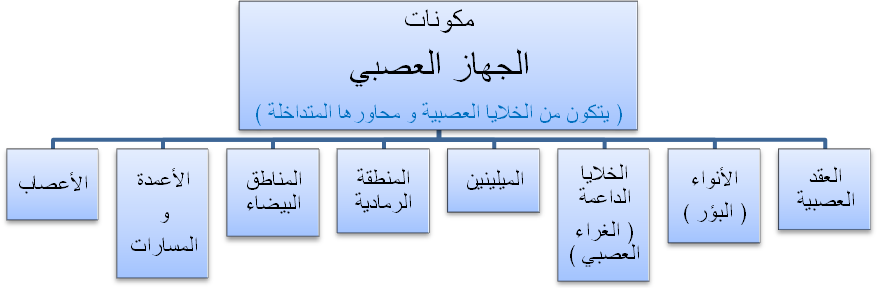 مكونات
الجهاز العصبي
( يتكون من الخلايا العصبية و محاورها المتداخلة )
العقد
العصبية
الأنواء
( البؤر )
الخلايا
الداعمة
( الغراء
العصبي )
الميلينين
المنطقة
الرمادية
المناطق
البيضاء
الأعمدة
و
المسارات
الأعصاب